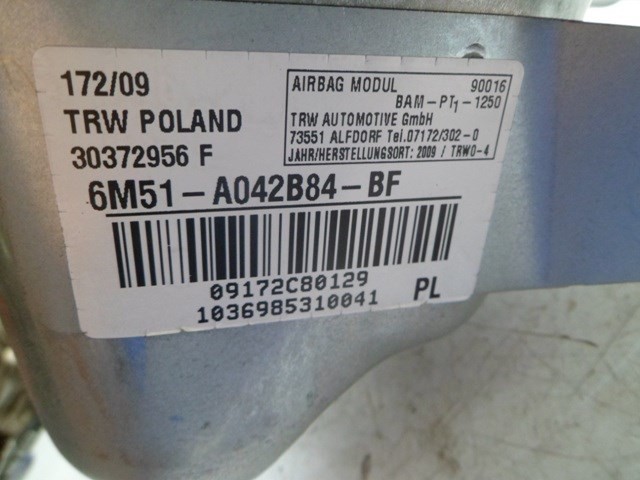 172/09
TRW POLAND
30372956 F
AIRBAG MODUL 90016
BAM-PT1-1250
TRW AUTOMOTIVE GmbH
73551 ALFDORF Tel.07172/302-0
JAHR/HERSTELLUNGSORT: 2009 / TRWO-4
6M51-A042B84-BF
09172C80129
1036985310041 PL